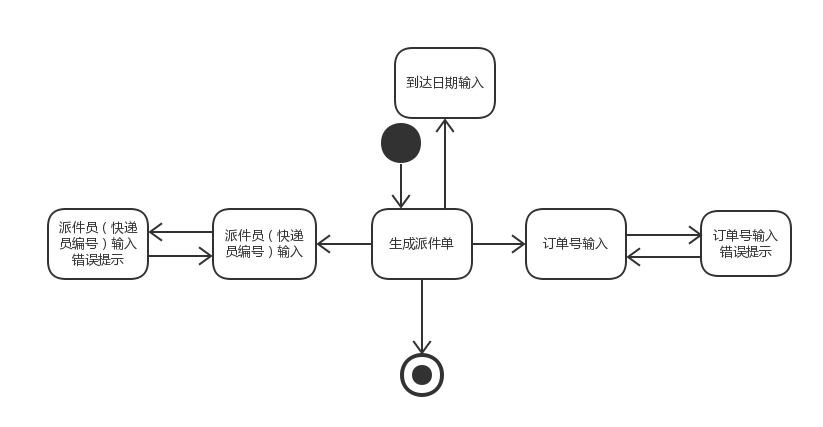 到达日期输入
派件员（快递
员编号）输入
错误提示
派件员（快递
员编号）输入
生成派件单
订单号输入
订单号输入
错误提示